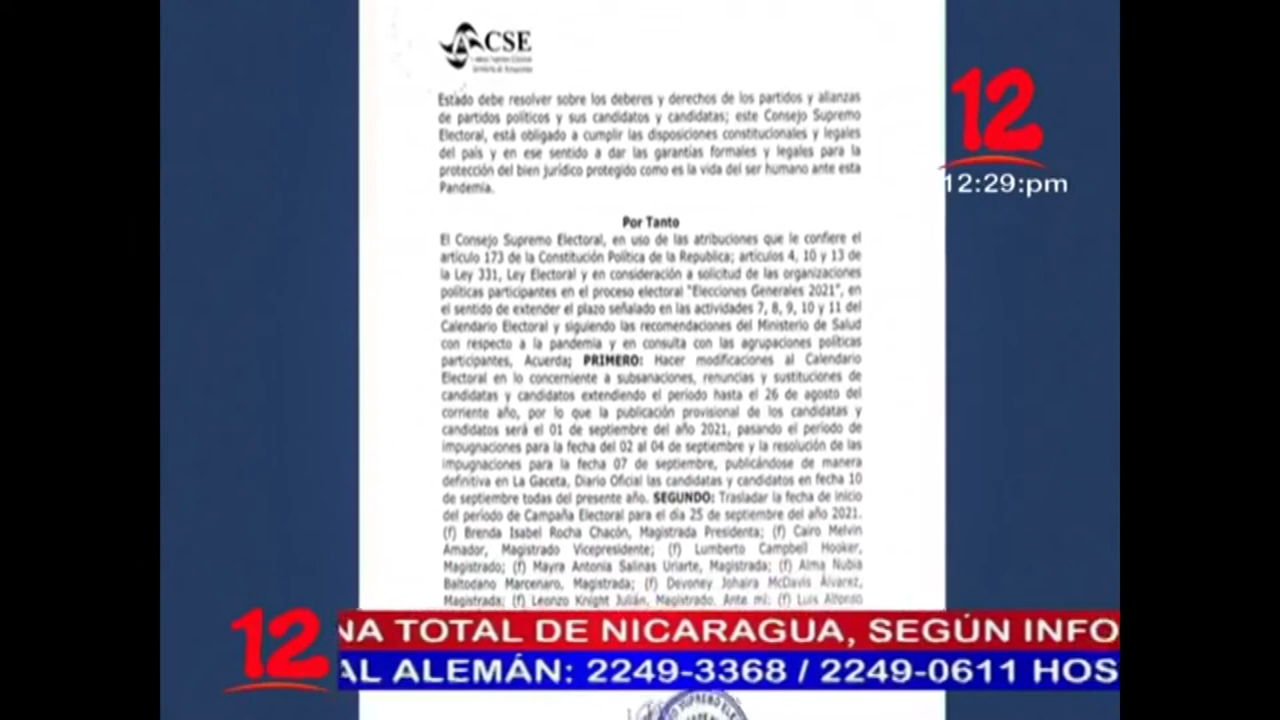 CSE
Estado debe resolver sobre los deberes y derechos de los partidos y alianzas
de partidos políticos y sus candidatos y candidatas; este Consejo Supremo
Electoral, está obligado a cumplir las disposiciones constitucionales y legales
del país y en ese sentido a dar las garantías formales y legales para la
protección del bien jurídico protegido como es la vida del ser humano ante esta
Pandemia.
Por Tanto
El Consejo Supremo Electoral, en uso de las atribuciones que le confiere el
artículo 173 de la Constitución Política de la Republica; artículos 4, 10 y 13 de
la Ley 331, Ley Electoral y en consideración a solicitud de las organizaciones
políticas participantes en el proceso electoral "Elecciones Generales 2021", en
el sentido de extender el plazo señalado en las actividades 7, 8, 9, 10 y 11 del
Calendario Electoral y siguiendo las recomendaciones del Ministerio de Salud
con respecto a la pandemia y en consulta con las agrupaciones políticas
participantes, Acuerda; PRIMERO: Hacer modificaciones al Calendario
Electoral en lo concerniente a subsanaciones, renuncias y sustituciones de
candidatas y candidatos extendiendo el período hasta el 26 de agosto del
corriente año, por lo que la publicación provisional de los candidatas y
candidatos será el 01 de septiembre del año 2021, pasando el período de
impugnaciones para la fecha del 02 al 04 de septiembre y la resolución de las
impugnaciones para la fecha 07 de septiembre, publicándose de manera
definitiva en La Gaceta, Diario Oficial las candidatas y candidatos en fecha 10
de septiembre todas del presente año. SEGUNDO: Trasladar la fecha de inicio
del período de Campaña Electoral para el día 25 de septiembre del año 2021.
(f) Brenda Isabel Rocha Chacón, Magistrada Presidenta; (f) Cairo Melvin
Amador, Magistrado Vicepresidente; (f) Lumberto Campbell Hooker,
Magistrado; (f) Mayra Antonia Salinas Uriarte, Magistrada; (f) Alma Nubia
Baltodano Marcenaro, Magistrada; (f) Devoney Johaira McDavis Álvarez,
Magistrada; (f) Leonzo Knight Julián, Magistrado. Ante mi: (f) Luis Alfonso
12
12:29:pm
12
NA TOTAL DE NICARAGUA, SEGÚN INFO
AL ALEMÁN: 2249-3368 / 2249-0611 HOS